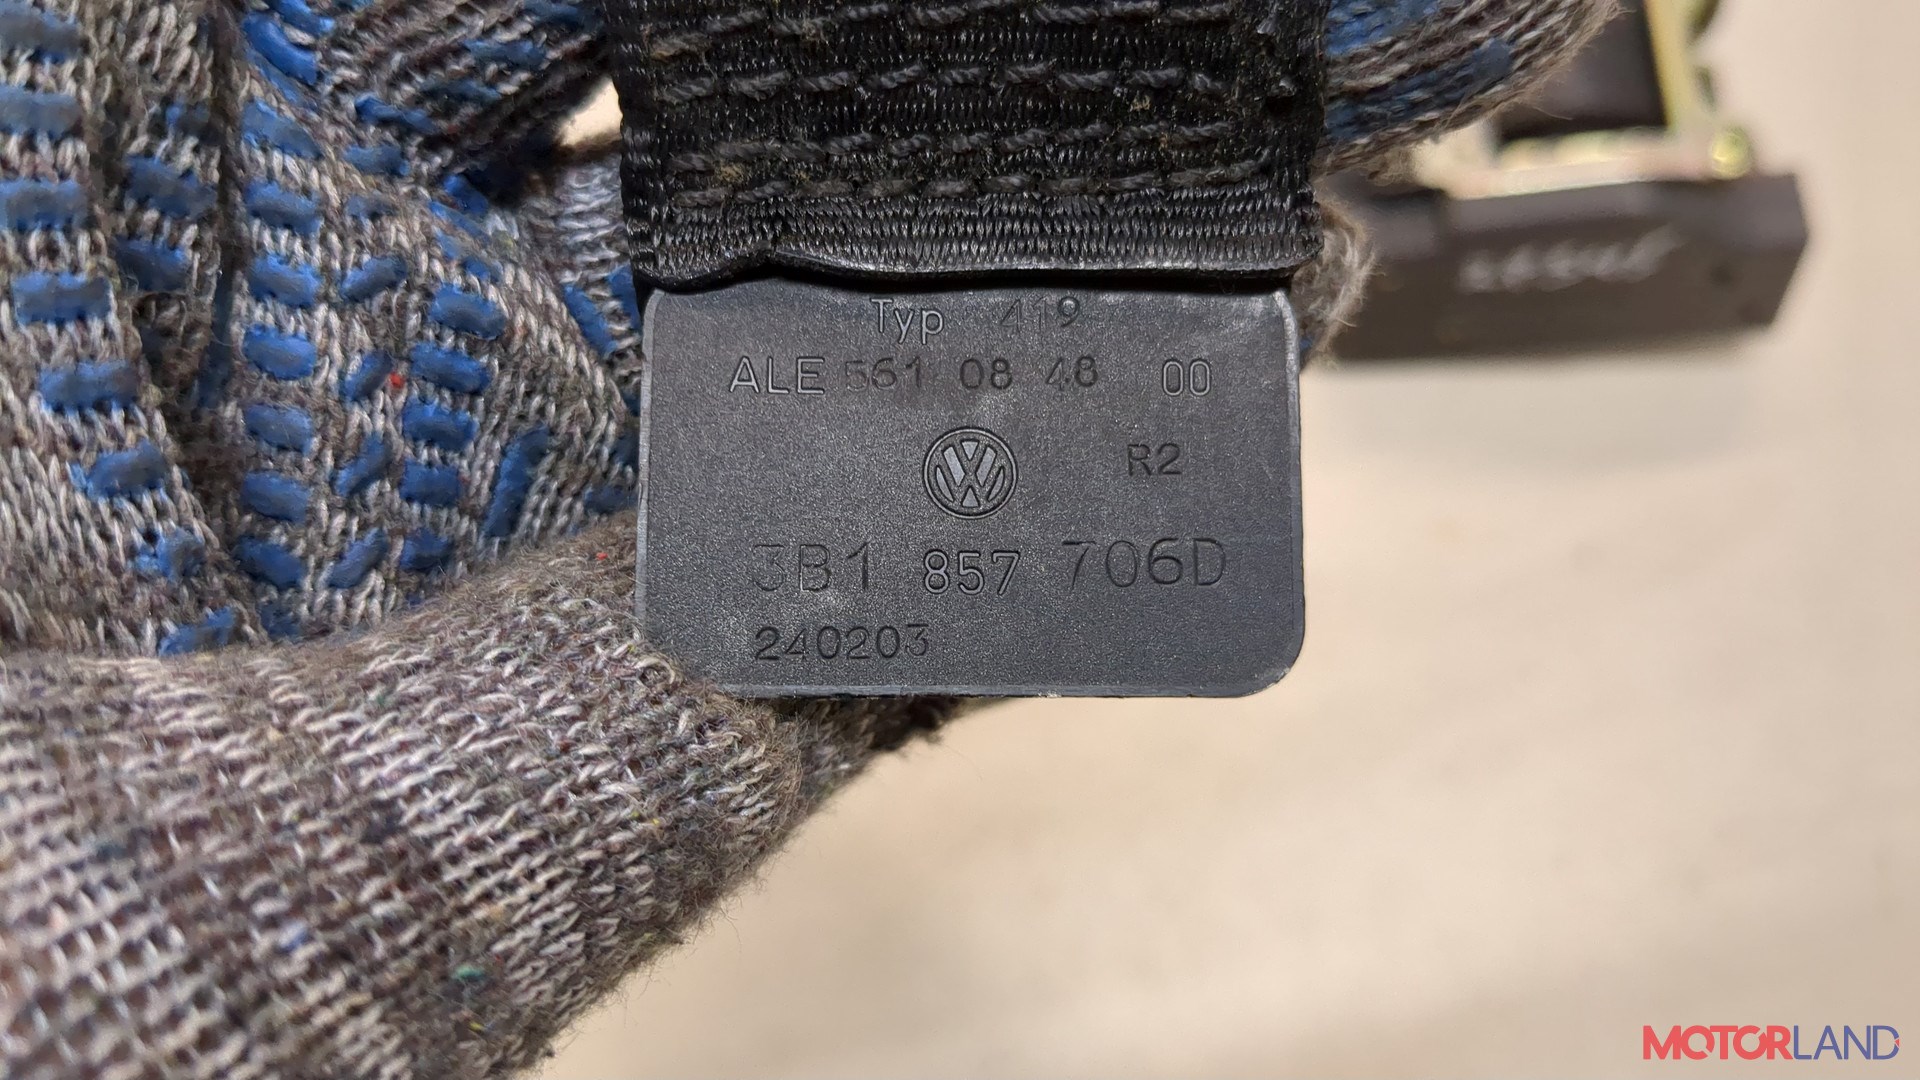 Typ 419
ALE 561 08 48 00
R2
3B1 857 706D
240203
MOTORLAND